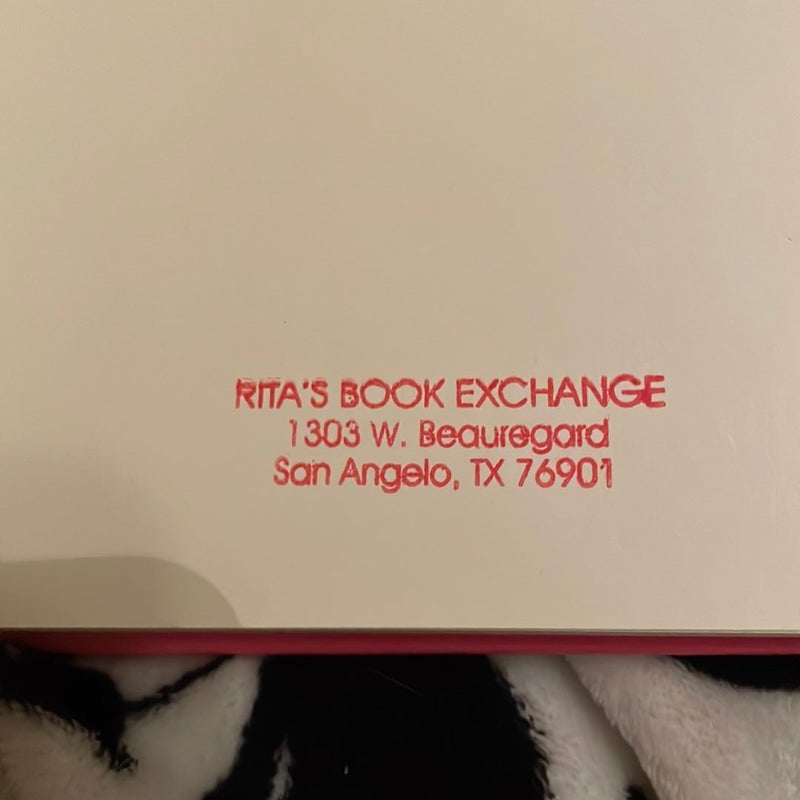 RITA'S BOOK EXCHANGE
1303 W. Beauregard
San Angelo, TX 76901